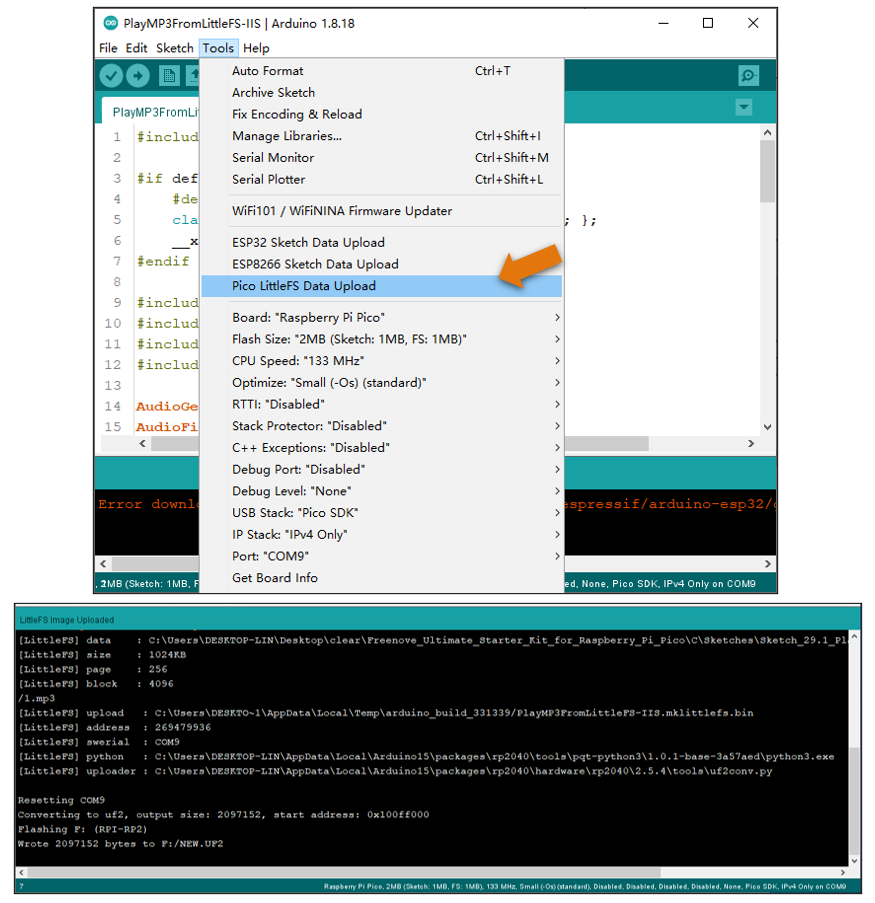 PlayMP3FromLittleFS-IIS | Arduino 1.8.18
File Edit Sketch Tools Help
PlayMP3FromLi
Auto Format Ctrl+T
Archive Sketch
Fix Encoding & Reload
Manage Libraries... Ctrl+Shift+I
Serial Monitor Ctrl+Shift+M
Serial Plotter Ctrl+Shift+L
WiFi101 / WiFiNINA Firmware Updater
ESP32 Sketch Data Upload
ESP8266 Sketch Data Upload
Pico LittleFS Data Upload
Board: "Raspberry Pi Pico"
Flash Size: "2MB (Sketch: 1MB, FS: 1MB)"
CPU Speed: "133 MHz"
Optimize: "Small (-Os) (standard)"
RTTI: "Disabled"
Stack Protector: "Disabled"
C++ Exceptions: "Disabled"
Debug Port: "Disabled"
Debug Level: "None"
USB Stack: "Pico SDK"
IP Stack: "IPv4 Only"
Port: "COM9"
Get Board Info
1 #includ
2
3 #if def
4 #de
5 cla ; };
6 __x
7 #endif
8
9 #includ
10 #includ
11 #includ
12 #includ
13
14 AudioGe
15 AudioFi
Error downl espressif/arduino-esp32/
, 2MB (Sketch: 1MB, F ed, None, Pico SDK, IPv4 Only on COM9
LittleFS Image Uploaded
[LittleFS] data : C:\Users\DESKTOP-LIN\Desktop\clear\Freenove_Ultimate_Starter_Kit_for_Raspberry_Pi_Pico\C\Sketches\Sketch_29.1_Pl
[LittleFS] size : 1024KB
[LittleFS] page : 256
[LittleFS] block : 4096
/1.mp3
[LittleFS] upload : C:\Users\DESKTO~1\AppData\Local\Temp\arduino_build_331339/PlayMP3FromLittleFS-IIS.mklittlefs.bin
[LittleFS] address : 269479936
[LittleFS] swerial : COM9
[LittleFS] python : C:\Users\DESKTOP-LIN\AppData\Local\Arduino15\packages\rp2040\tools\pqt-python3\1.0.1-base-3a57aed\python3.exe
[LittleFS] uploader : C:\Users\DESKTOP-LIN\AppData\Local\Arduino15\packages\rp2040\hardware\rp2040\2.5.4\tools\uf2conv.py
Resetting COM9
Converting to uf2, output size: 2097152, start address: 0x100ff000
Flashing F: (RPI-RP2)
Wrote 2097152 bytes to F:/NEW.UF2
7 Raspberry Pi Pico, 2MB (Sketch: 1MB, FS: 1MB), 133 MHz, Small (-Os) (standard), Disabled, Disabled, Disabled, Disabled, None, Pico SDK, IPv4 Only on COM9